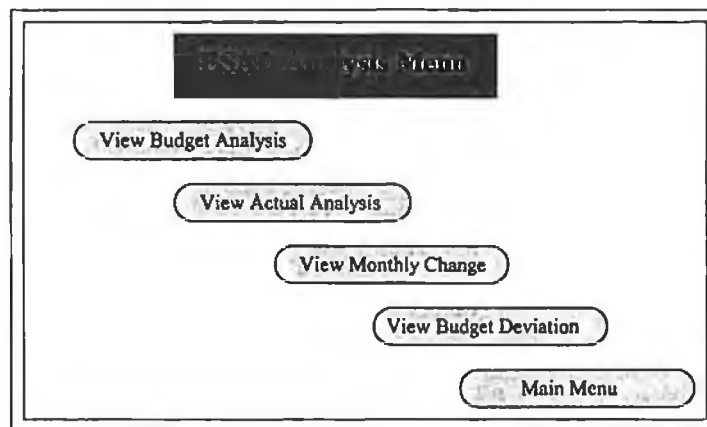 View Budget Analysis
View Actual Analysis
View Monthly Change
View Budget Deviation
Main Menu